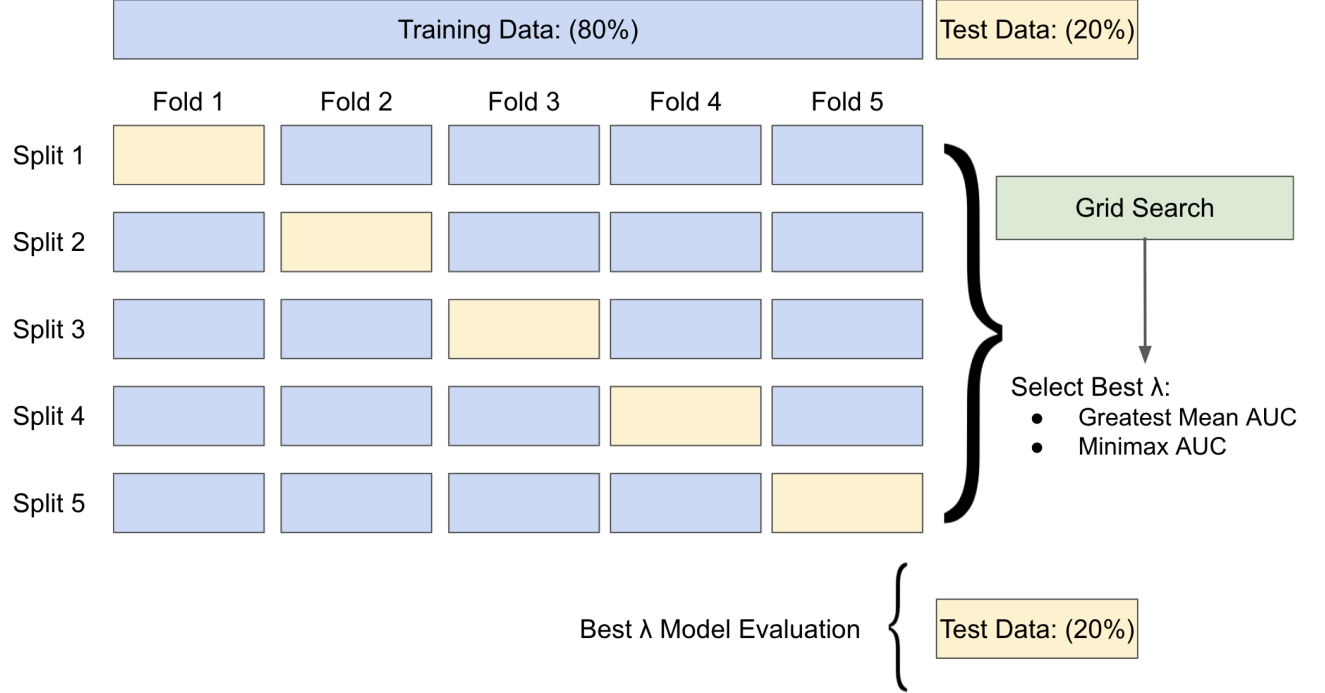 Training Data: (80%)
Test Data: (20%)
Fold 1
Fold 2
Fold 3
Fold 4
Fold 5
Split 1
Split 2
Split 3
Split 4
Split 5
Grid Search
Select Best λ:
● Greatest Mean AUC
● Minimax AUC
Best λ Model Evaluation
Test Data: (20%)